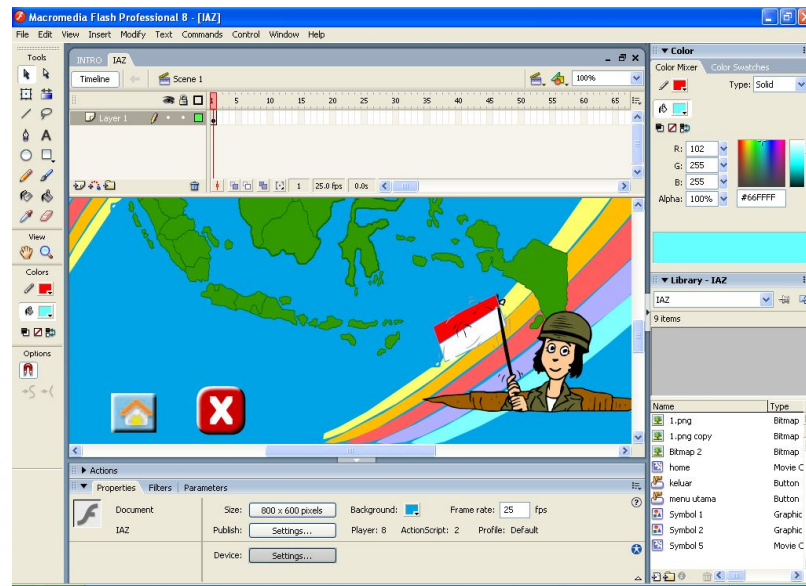 Macromedia Flash Professional 8 - [IAZ]
File Edit View Insert Modify Text Commands Control Window Help
Tools
View
Colors
Options
INTRO IAZ
Timeline Scene 1 100%
1 5 10 15 20 25 30 35 40 45 50 55 60 65
Layer 1
1 25.0 fps 0.0s
Actions
Properties Filters Parameters
Document Size: 800 x 600 pixels Background: Frame rate: 25 fps
IAZ Publish: Settings... Player: 8 ActionScript: 2 Profile: Default
Device: Settings...
Color
Color Mixer Color Swatches
Type: Solid
R: 102
G: 255
B: 255
Alpha: 100% #66FFFF
Library - IAZ
IAZ
9 items
Name Type
1.png Bitmap
1.png copy Bitmap
Bitmap 2 Bitmap
home Movie C
keluar Button
menu utama Button
Symbol 1 Graphic
Symbol 2 Graphic
Symbol 5 Movie C